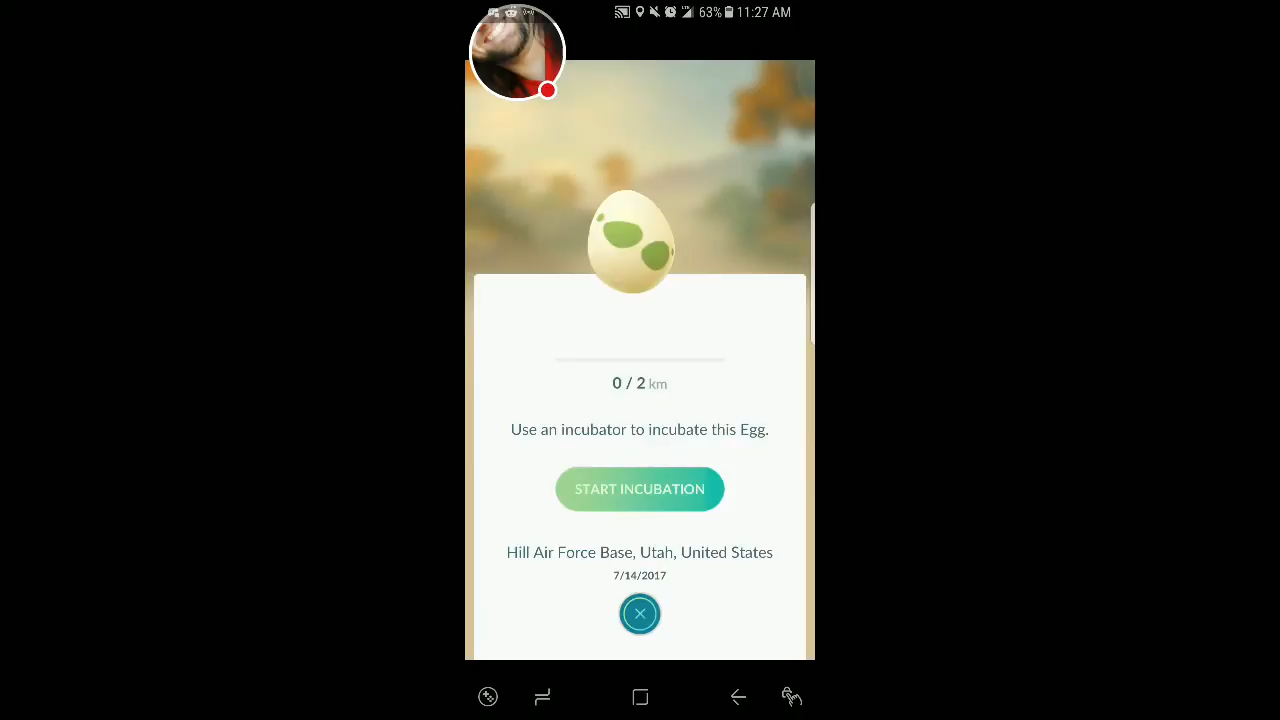 63% 11:27 AM
0 / 2 km
Use an incubator to incubate this Egg.
START INCUBATION
Hill Air Force Base, Utah, United States
7/14/2017